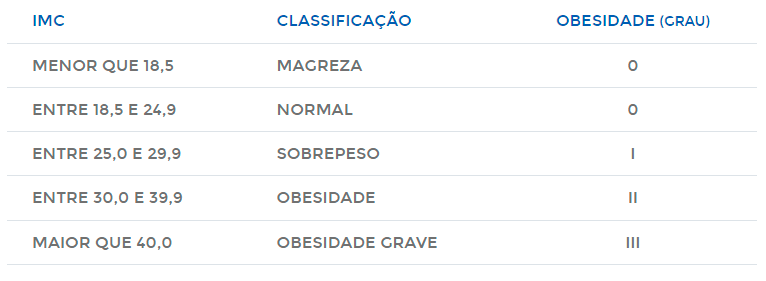 IMC CLASSIFICAÇÃO OBESIDADE (GRAU)
MENOR QUE 18,5 MAGREZA 0
ENTRE 18,5 E 24,9 NORMAL 0
ENTRE 25,0 E 29,9 SOBREPESO I
ENTRE 30,0 E 39,9 OBESIDADE II
MAIOR QUE 40,0 OBESIDADE GRAVE III